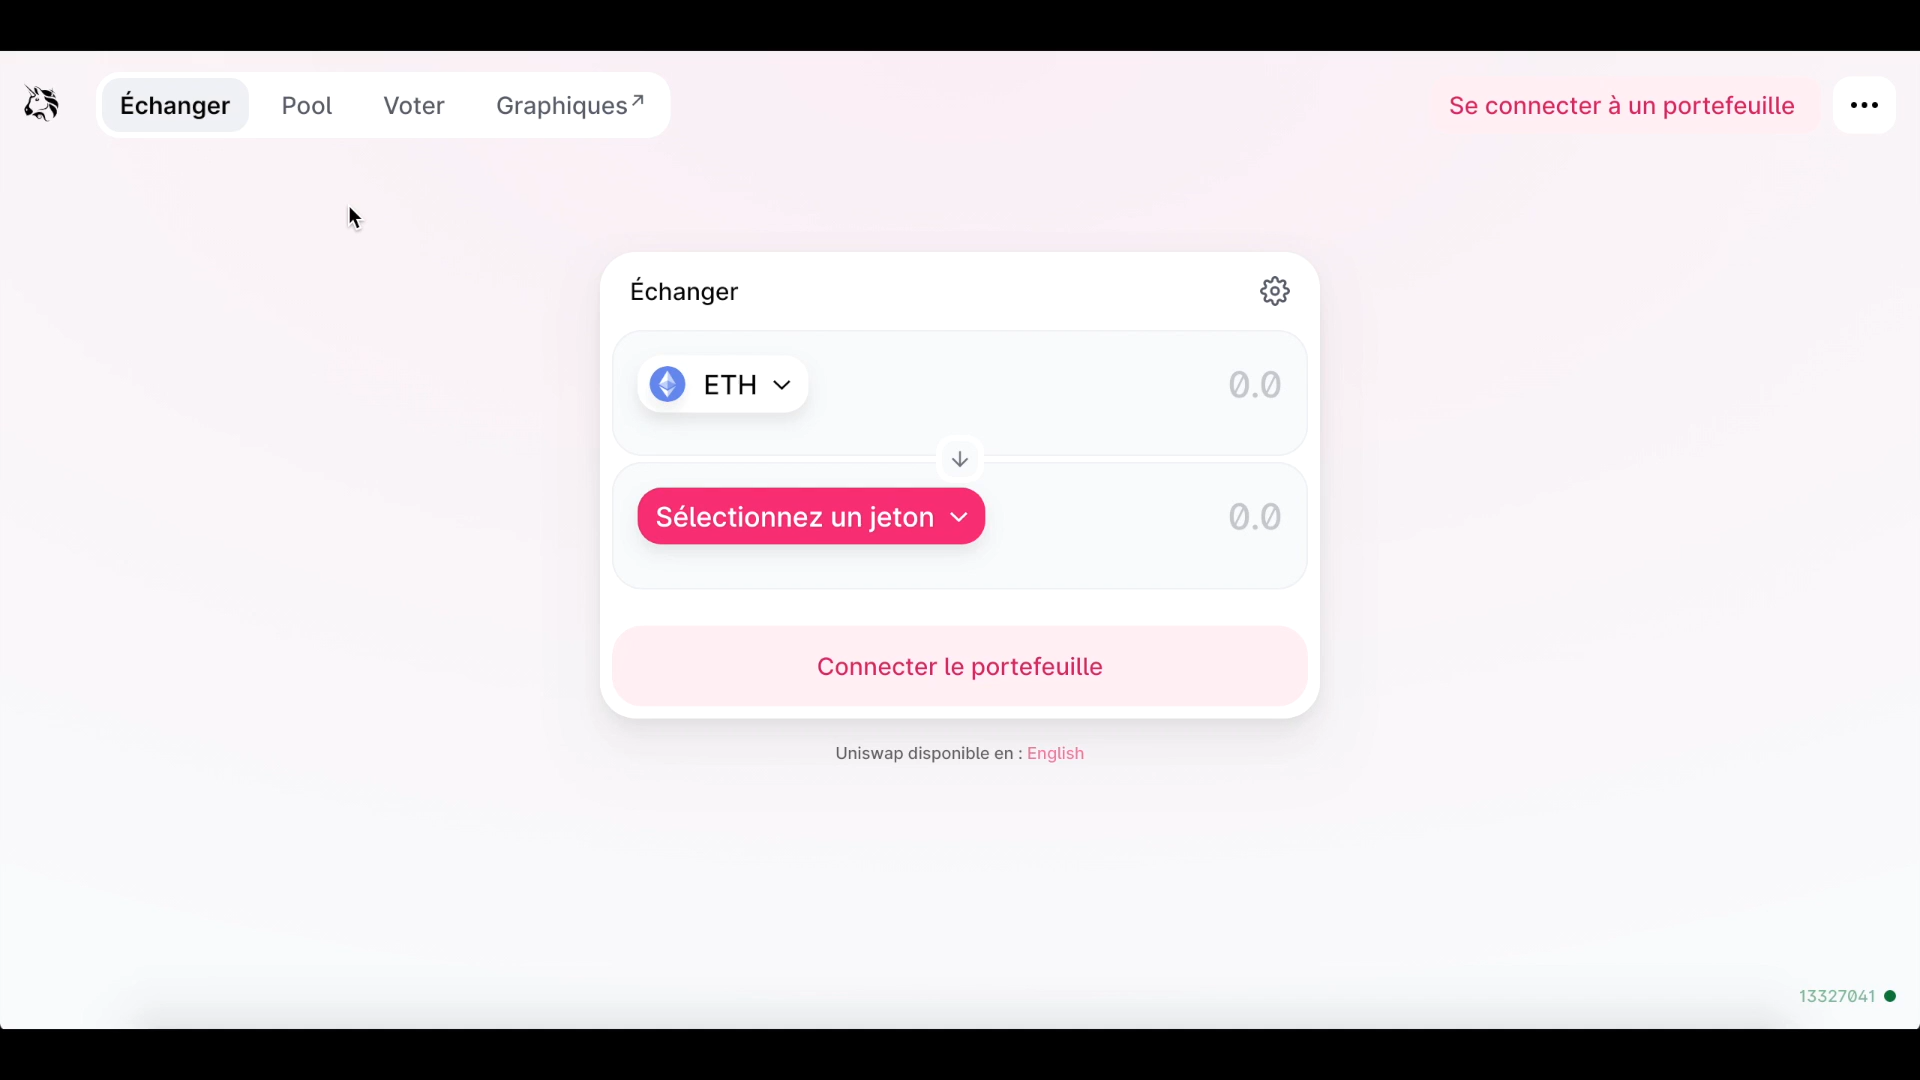 Échanger
Pool
Voter
Graphiques↗
Se connecter à un portefeuille
Échanger
ETH
0.0
Sélectionnez un jeton
0.0
Connecter le portefeuille
Uniswap disponible en : English
13327041